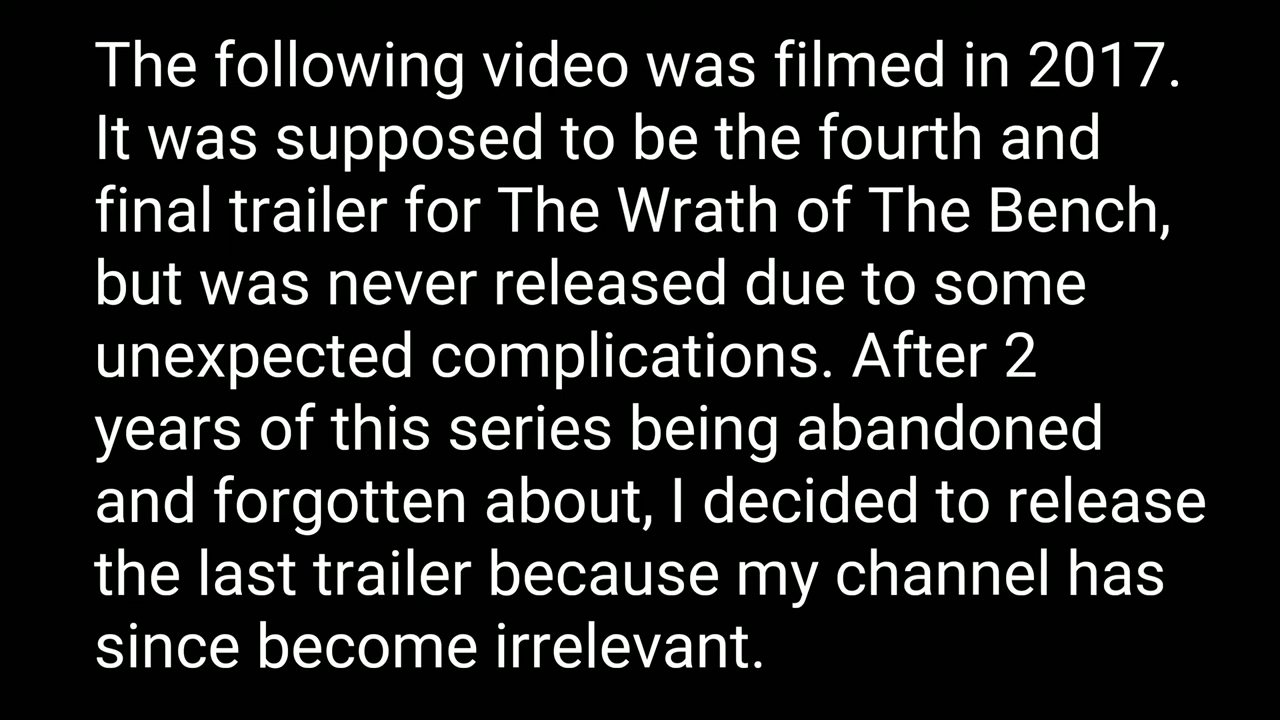 The following video was filmed in 2017.
It was supposed to be the fourth and
final trailer for The Wrath of The Bench,
but was never released due to some
unexpected complications. After 2
years of this series being abandoned
and forgotten about, I decided to release
the last trailer because my channel has
since become irrelevant.